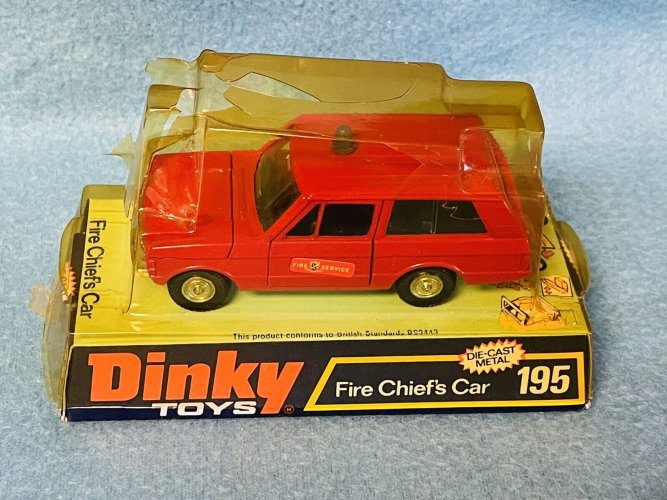 Fire Chief's Car
FIRE SERVICE
This product conforms to British Standards BS3443
Dinky
TOYS
Fire Chief's Car
DIE-CAST
METAL
195